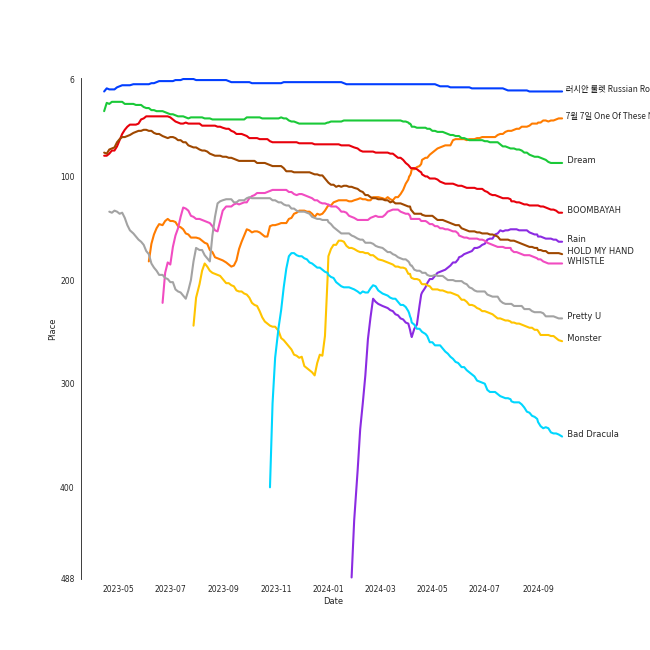 6
100
200
300
400
488
Place
2023-05
2023-07
2023-09
2023-11
2024-01
2024-03
2024-05
2024-07
2024-09
Date
러시안 룰렛 Russian Ro
7월 7일 One Of These
Dream
BOOMBAYAH
Rain
HOLD MY HAND
WHISTLE
Pretty U
Monster
Bad Dracula